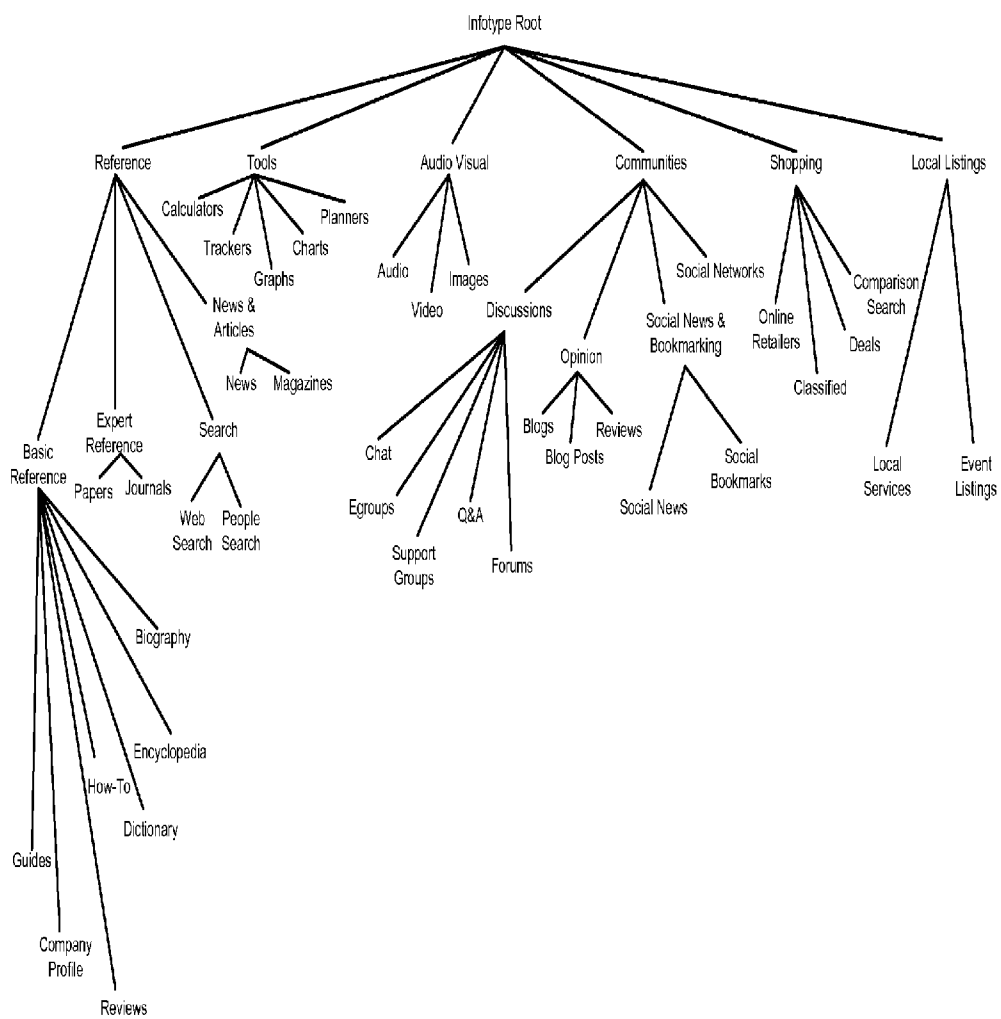 Infotype Root
Reference
Tools
Audio Visual
Communities
Shopping
Local Listings
Calculators
Trackers
Graphs
Charts
Planners
Audio
Video
Images
Discussions
Opinion
Social News &
Bookmarking
Social Networks
Online
Retailers
Classified
Deals
Comparison
Search
News &
Articles
News
Magazines
Basic
Reference
Expert
Reference
Papers
Journals
Search
Web
Search
People
Search
Chat
Egroups
Support
Groups
Q&A
Forums
Blogs
Blog Posts
Reviews
Social News
Social
Bookmarks
Local
Services
Event
Listings
Biography
Encyclopedia
How-To
Dictionary
Guides
Company
Profile
Reviews